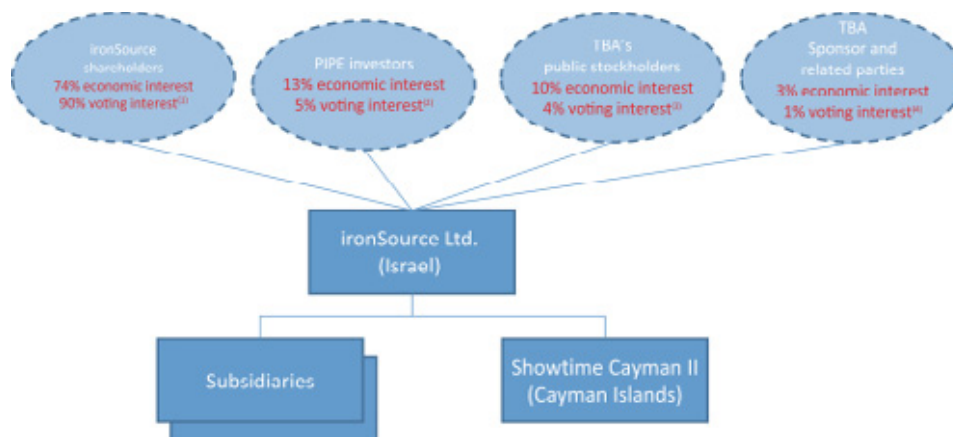 ironSource
shareholders
74% economic interest
90% voting interest
PIPE investors
13% economic interest
5% voting interest
TBA's
public stockholders
10% economic interest
4% voting interest
TBA
Sponsor and
related parties
3% economic interest
1% voting interest⁽⁴⁾
ironSource Ltd.
(Israel)
Subsidiaries
Showtime Cayman II
(Cayman Islands)